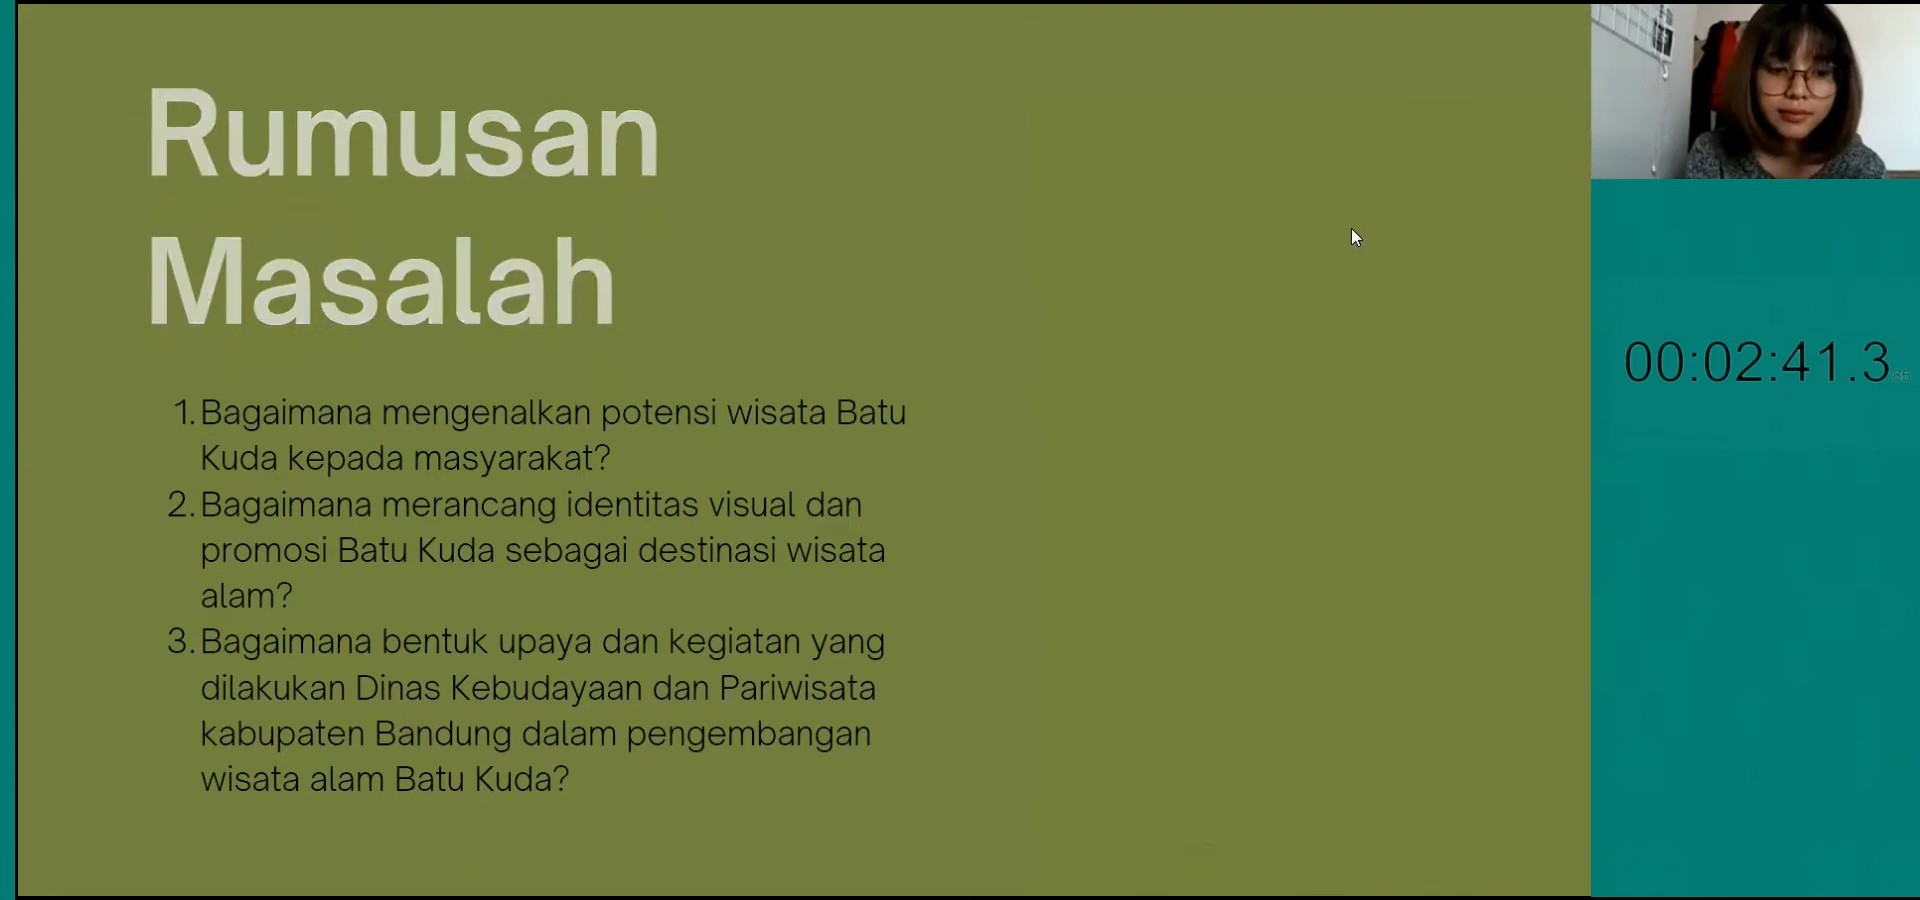 Rumusan
Masalah
1. Bagaimana mengenalkan potensi wisata Batu
Kuda kepada masyarakat?
2. Bagaimana merancang identitas visual dan
promosi Batu Kuda sebagai destinasi wisata
alam?
3. Bagaimana bentuk upaya dan kegiatan yang
dilakukan Dinas Kebudayaan dan Pariwisata
kabupaten Bandung dalam pengembangan
wisata alam Batu Kuda?
00:02:41.3